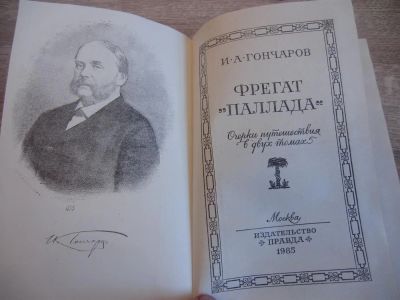 И·А·ГОНЧАРОВ
ФРЕГАТ
„ПАЛЛАДА“
Очерки путешествия
в двух томах
Москва
ИЗДАТЕЛЬСТВО
ПРАВДА
1985